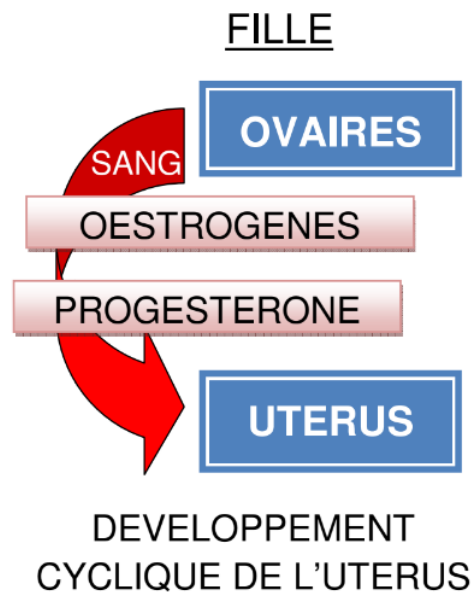 FILLE
OVAIRES
SANG
OESTROGENES
PROGESTERONE
UTERUS
DEVELOPPEMENT
CYCLIQUE DE L'UTERUS